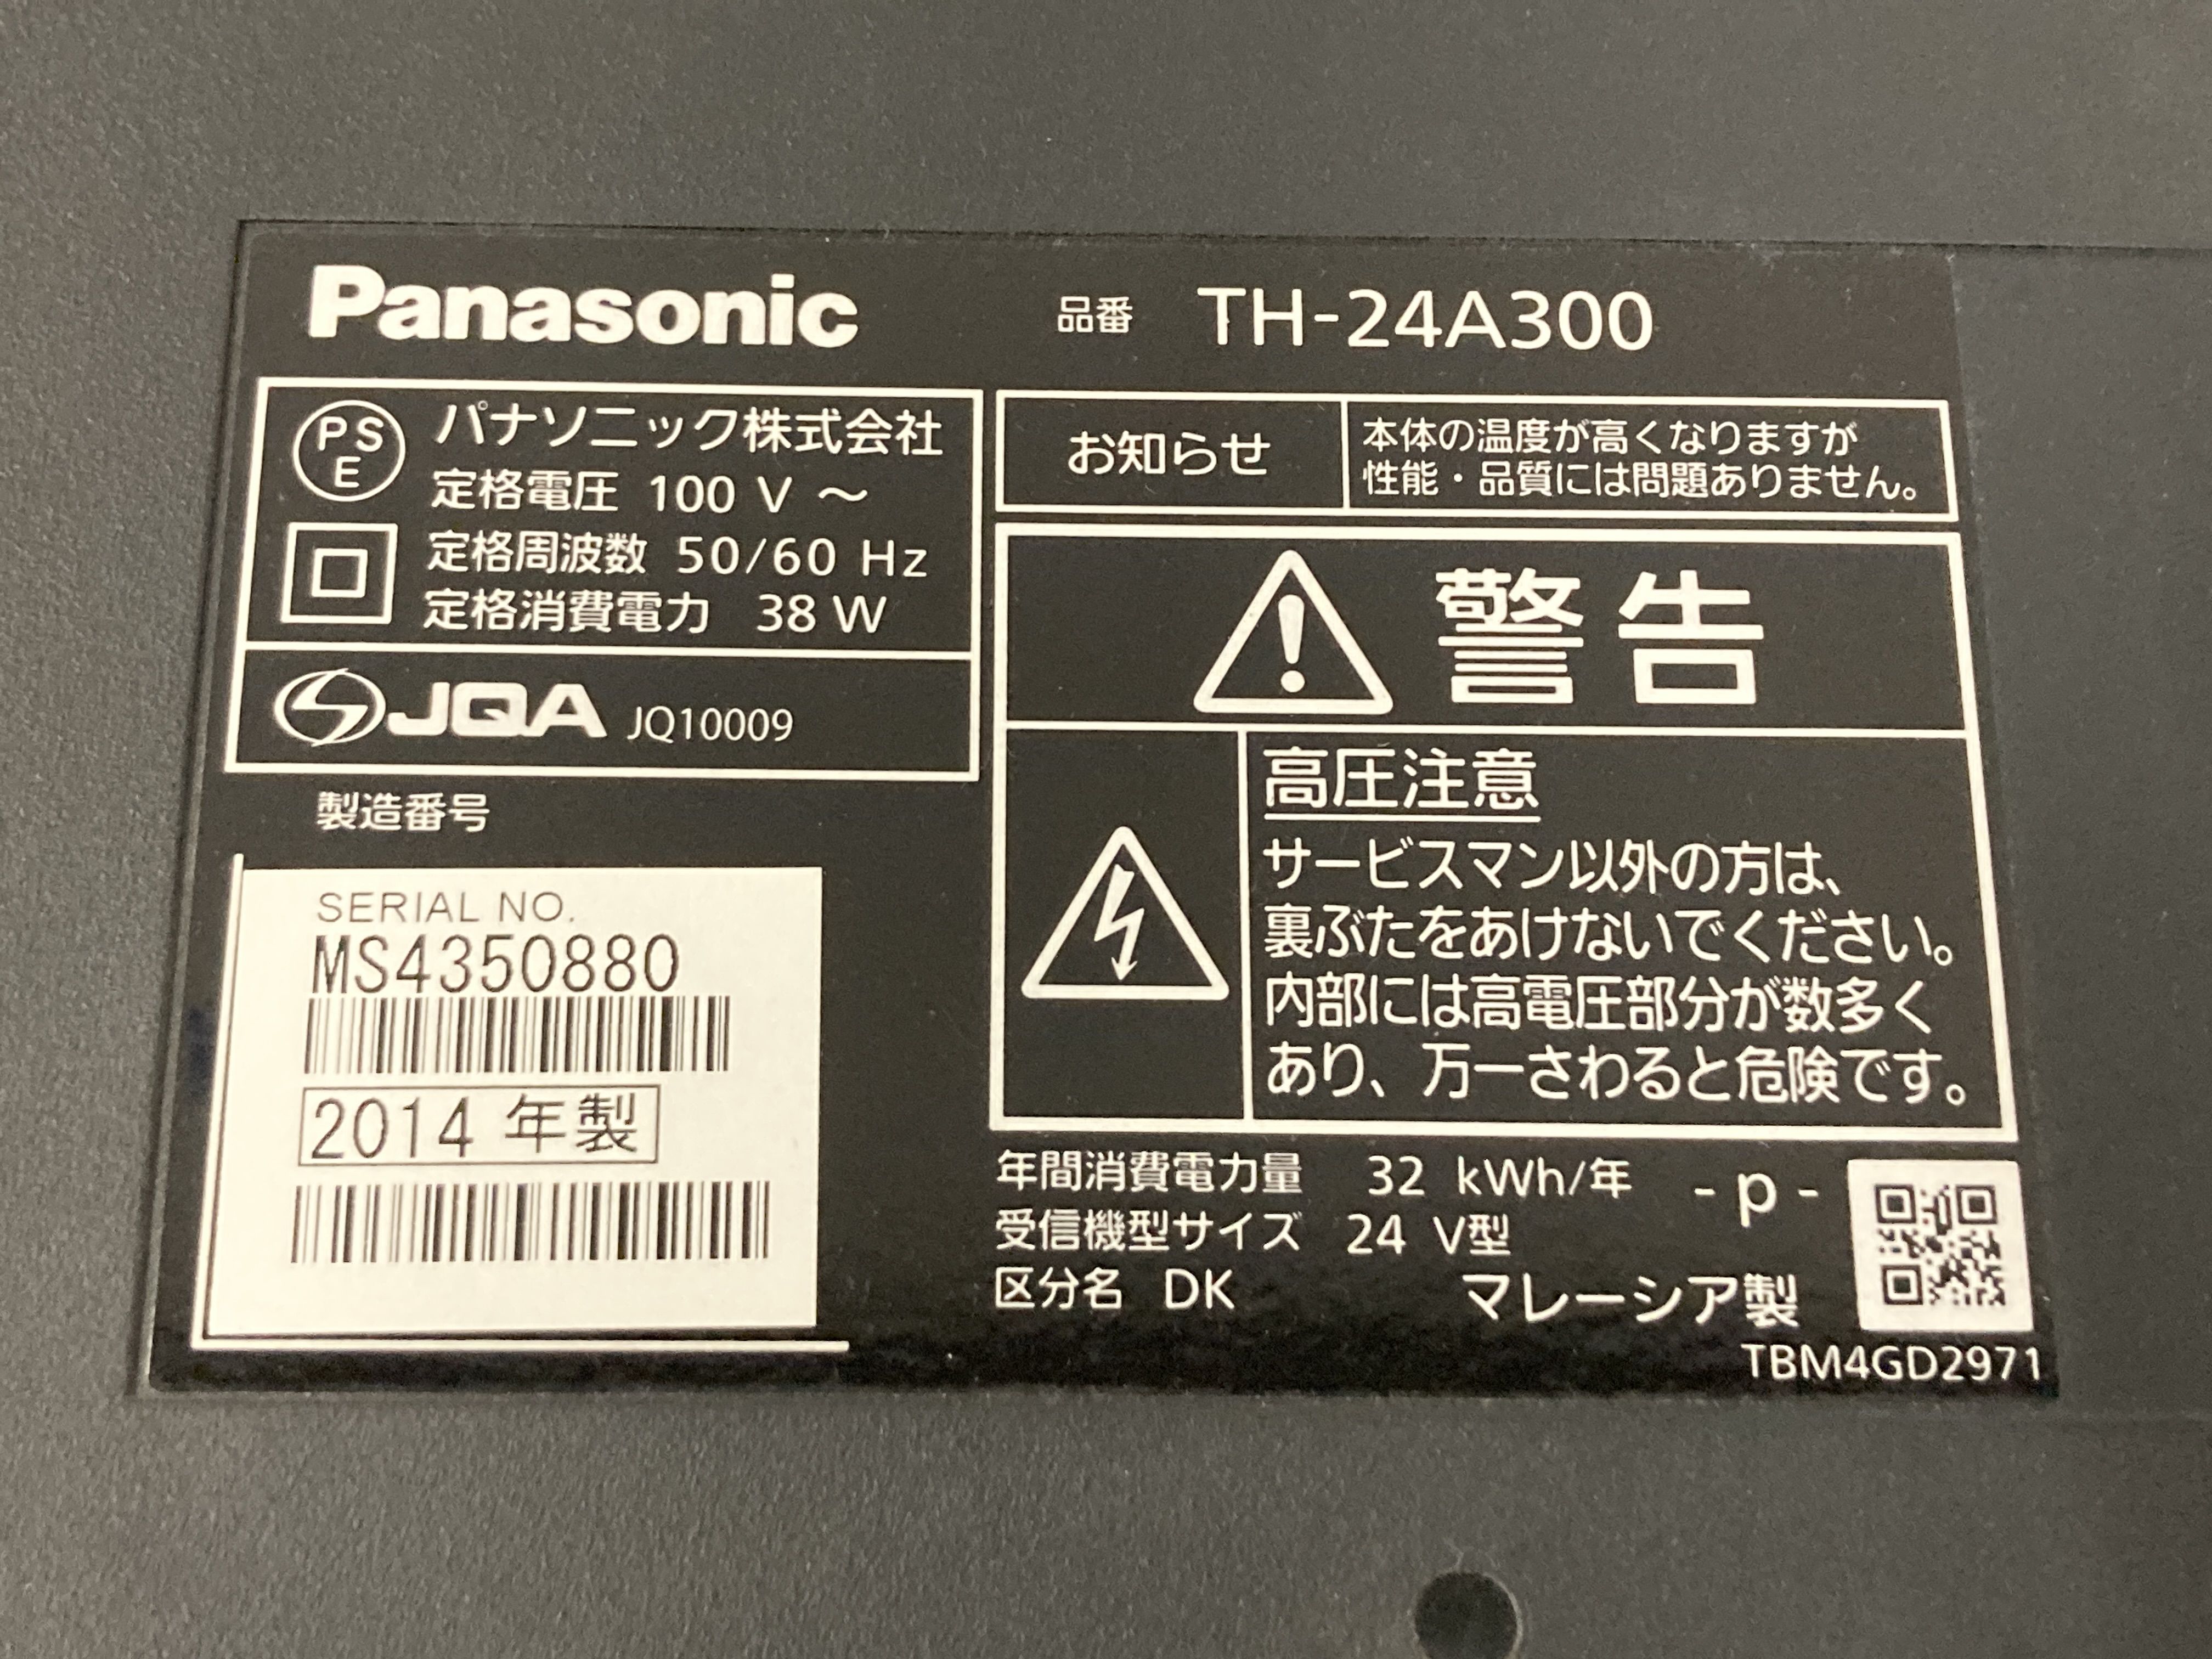 Panasonic
品番 TH-24A300
PS
E
パナソニック株式会社
定格電圧 100 V ～
定格周波数 50/60 Hz
定格消費電力 38 W
JQA JQ10009
製造番号
SERIAL NO.
MS4350880
2014 年製
お知らせ
本体の温度が高くなりますが
性能・品質には問題ありません。
警告
高圧注意
サービスマン以外の方は、
裏ぶたをあけないでください。
内部には高電圧部分が数多く
あり、万一さわると危険です。
年間消費電力量 32 kWh/年 -p-
受信機型サイズ 24 V型
区分名 DK マレーシア製
TBM4GD2971